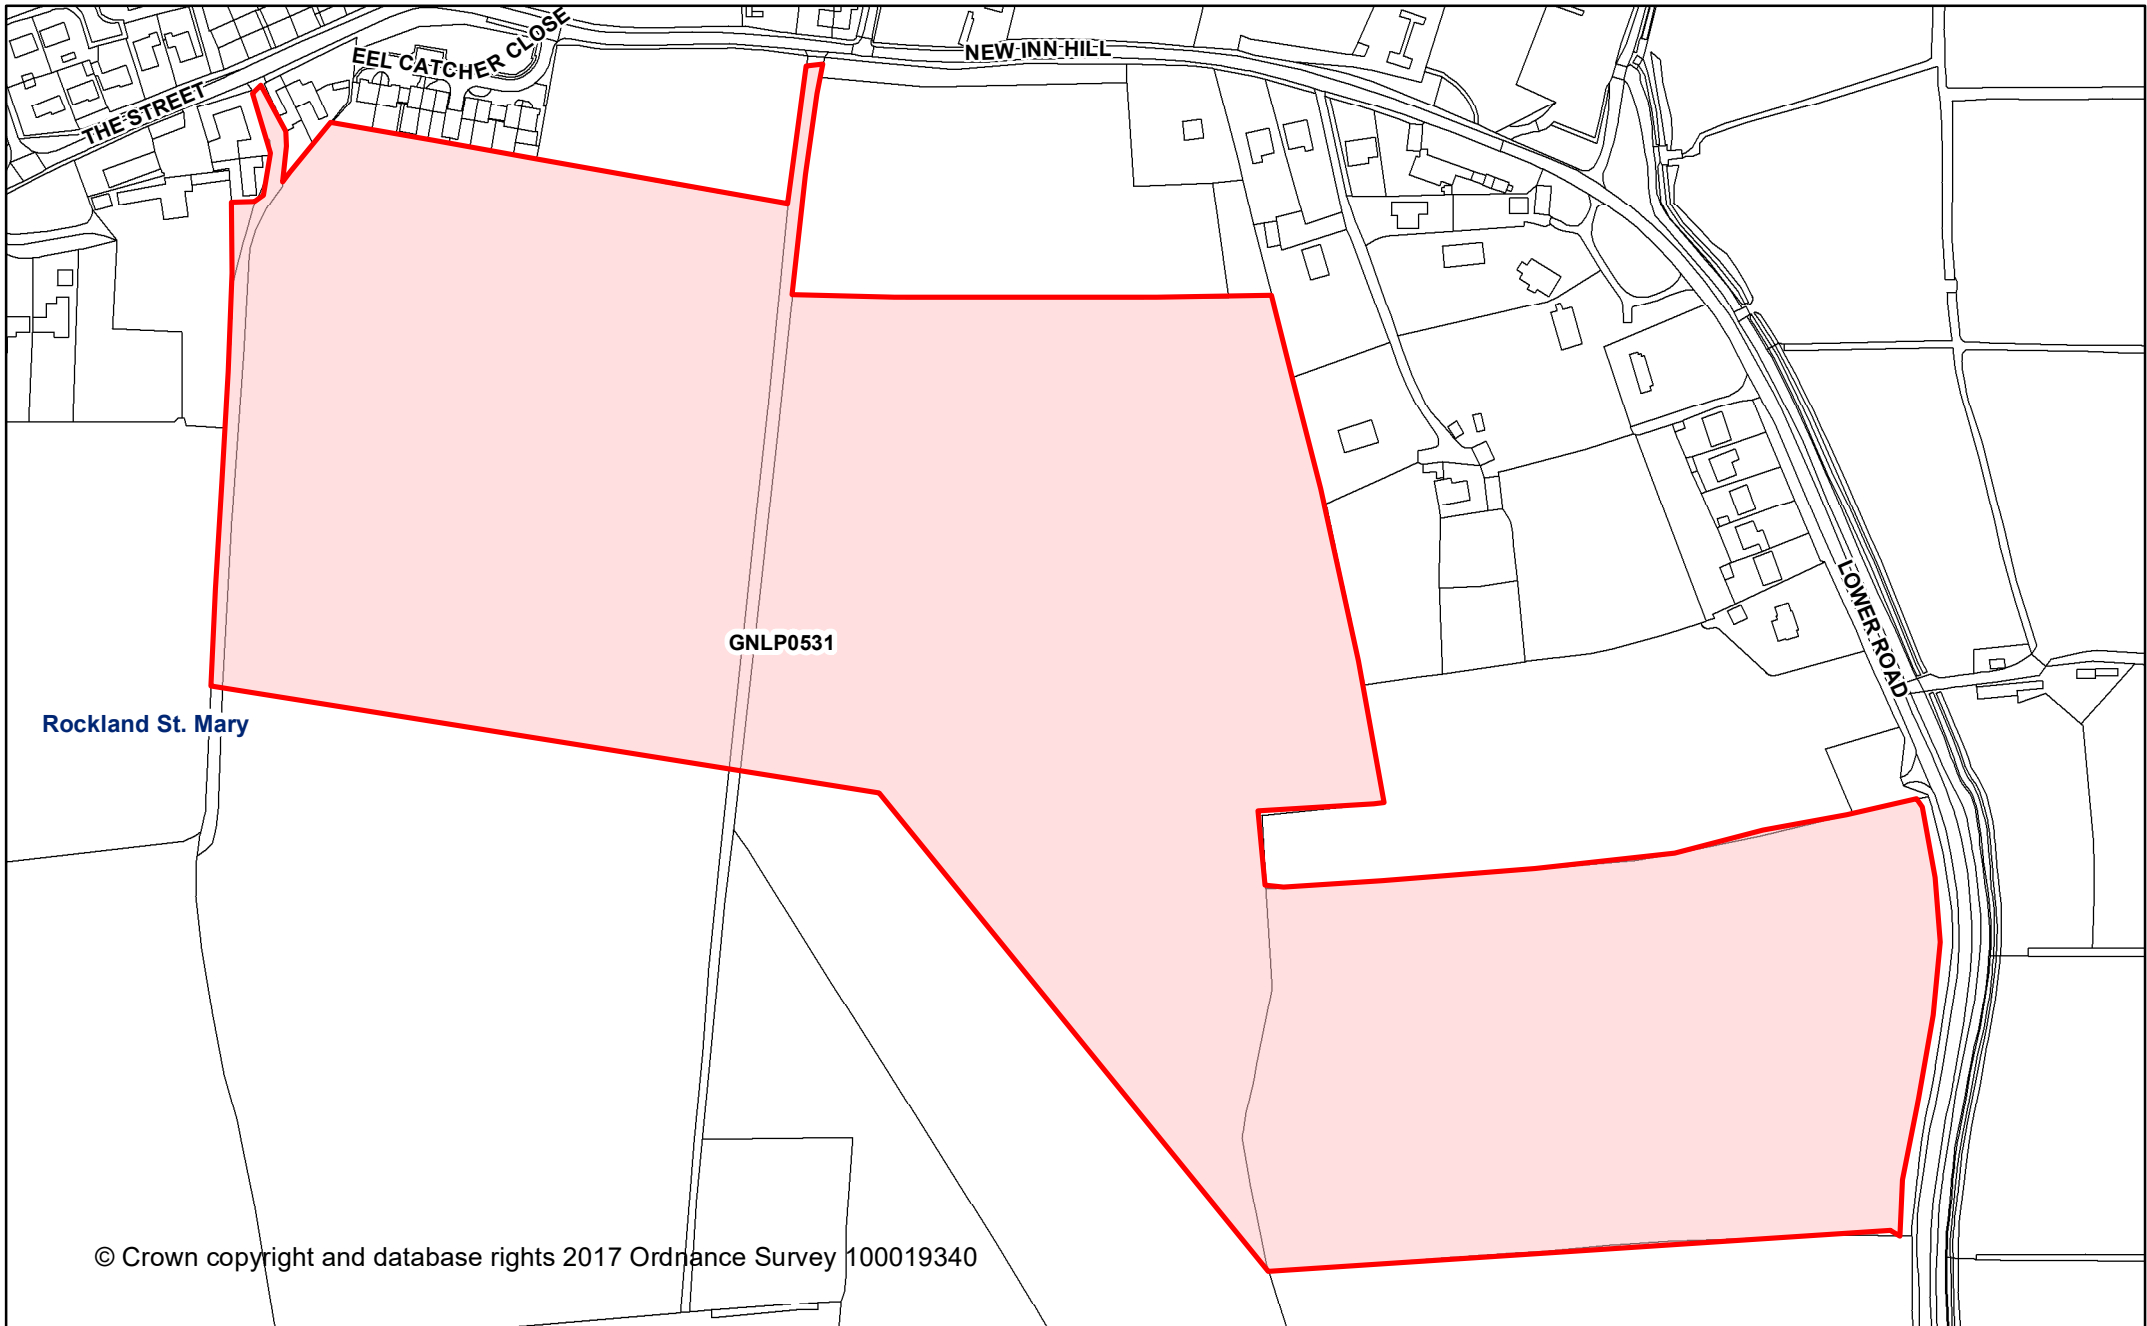 EEL CATCHER CLOSE
NEW INN HILL
THE STREET
LOWER ROAD
GNLP0531
Rockland St. Mary
© Crown copyright and database rights 2017 Ordnance Survey 100019340